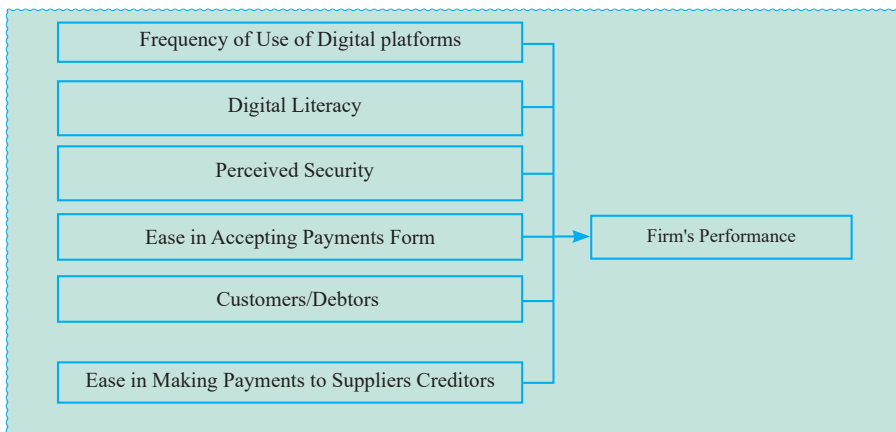 Frequency of Use of Digital platforms
Digital Literacy
Perceived Security
Ease in Accepting Payments Form
Firm's Performance
Customers/Debtors
Ease in Making Payments to Suppliers Creditors